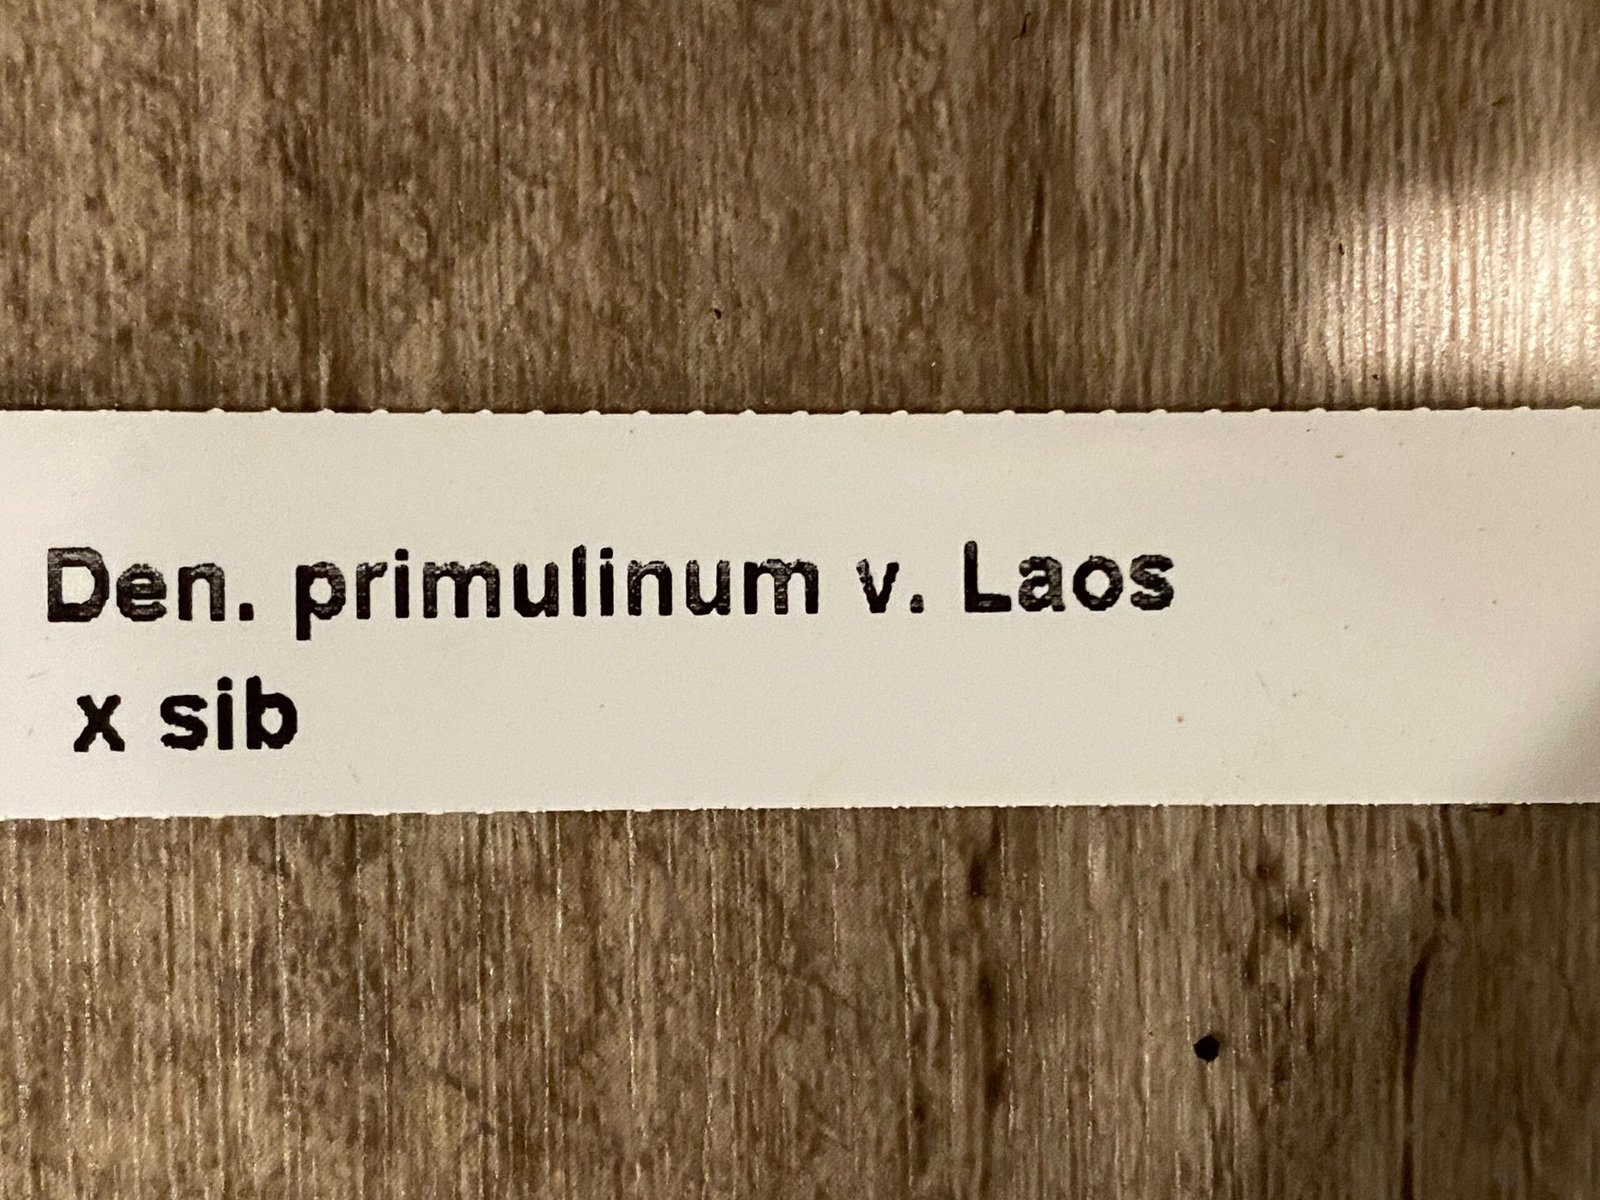 Den. primulinum v. Laos
x sib